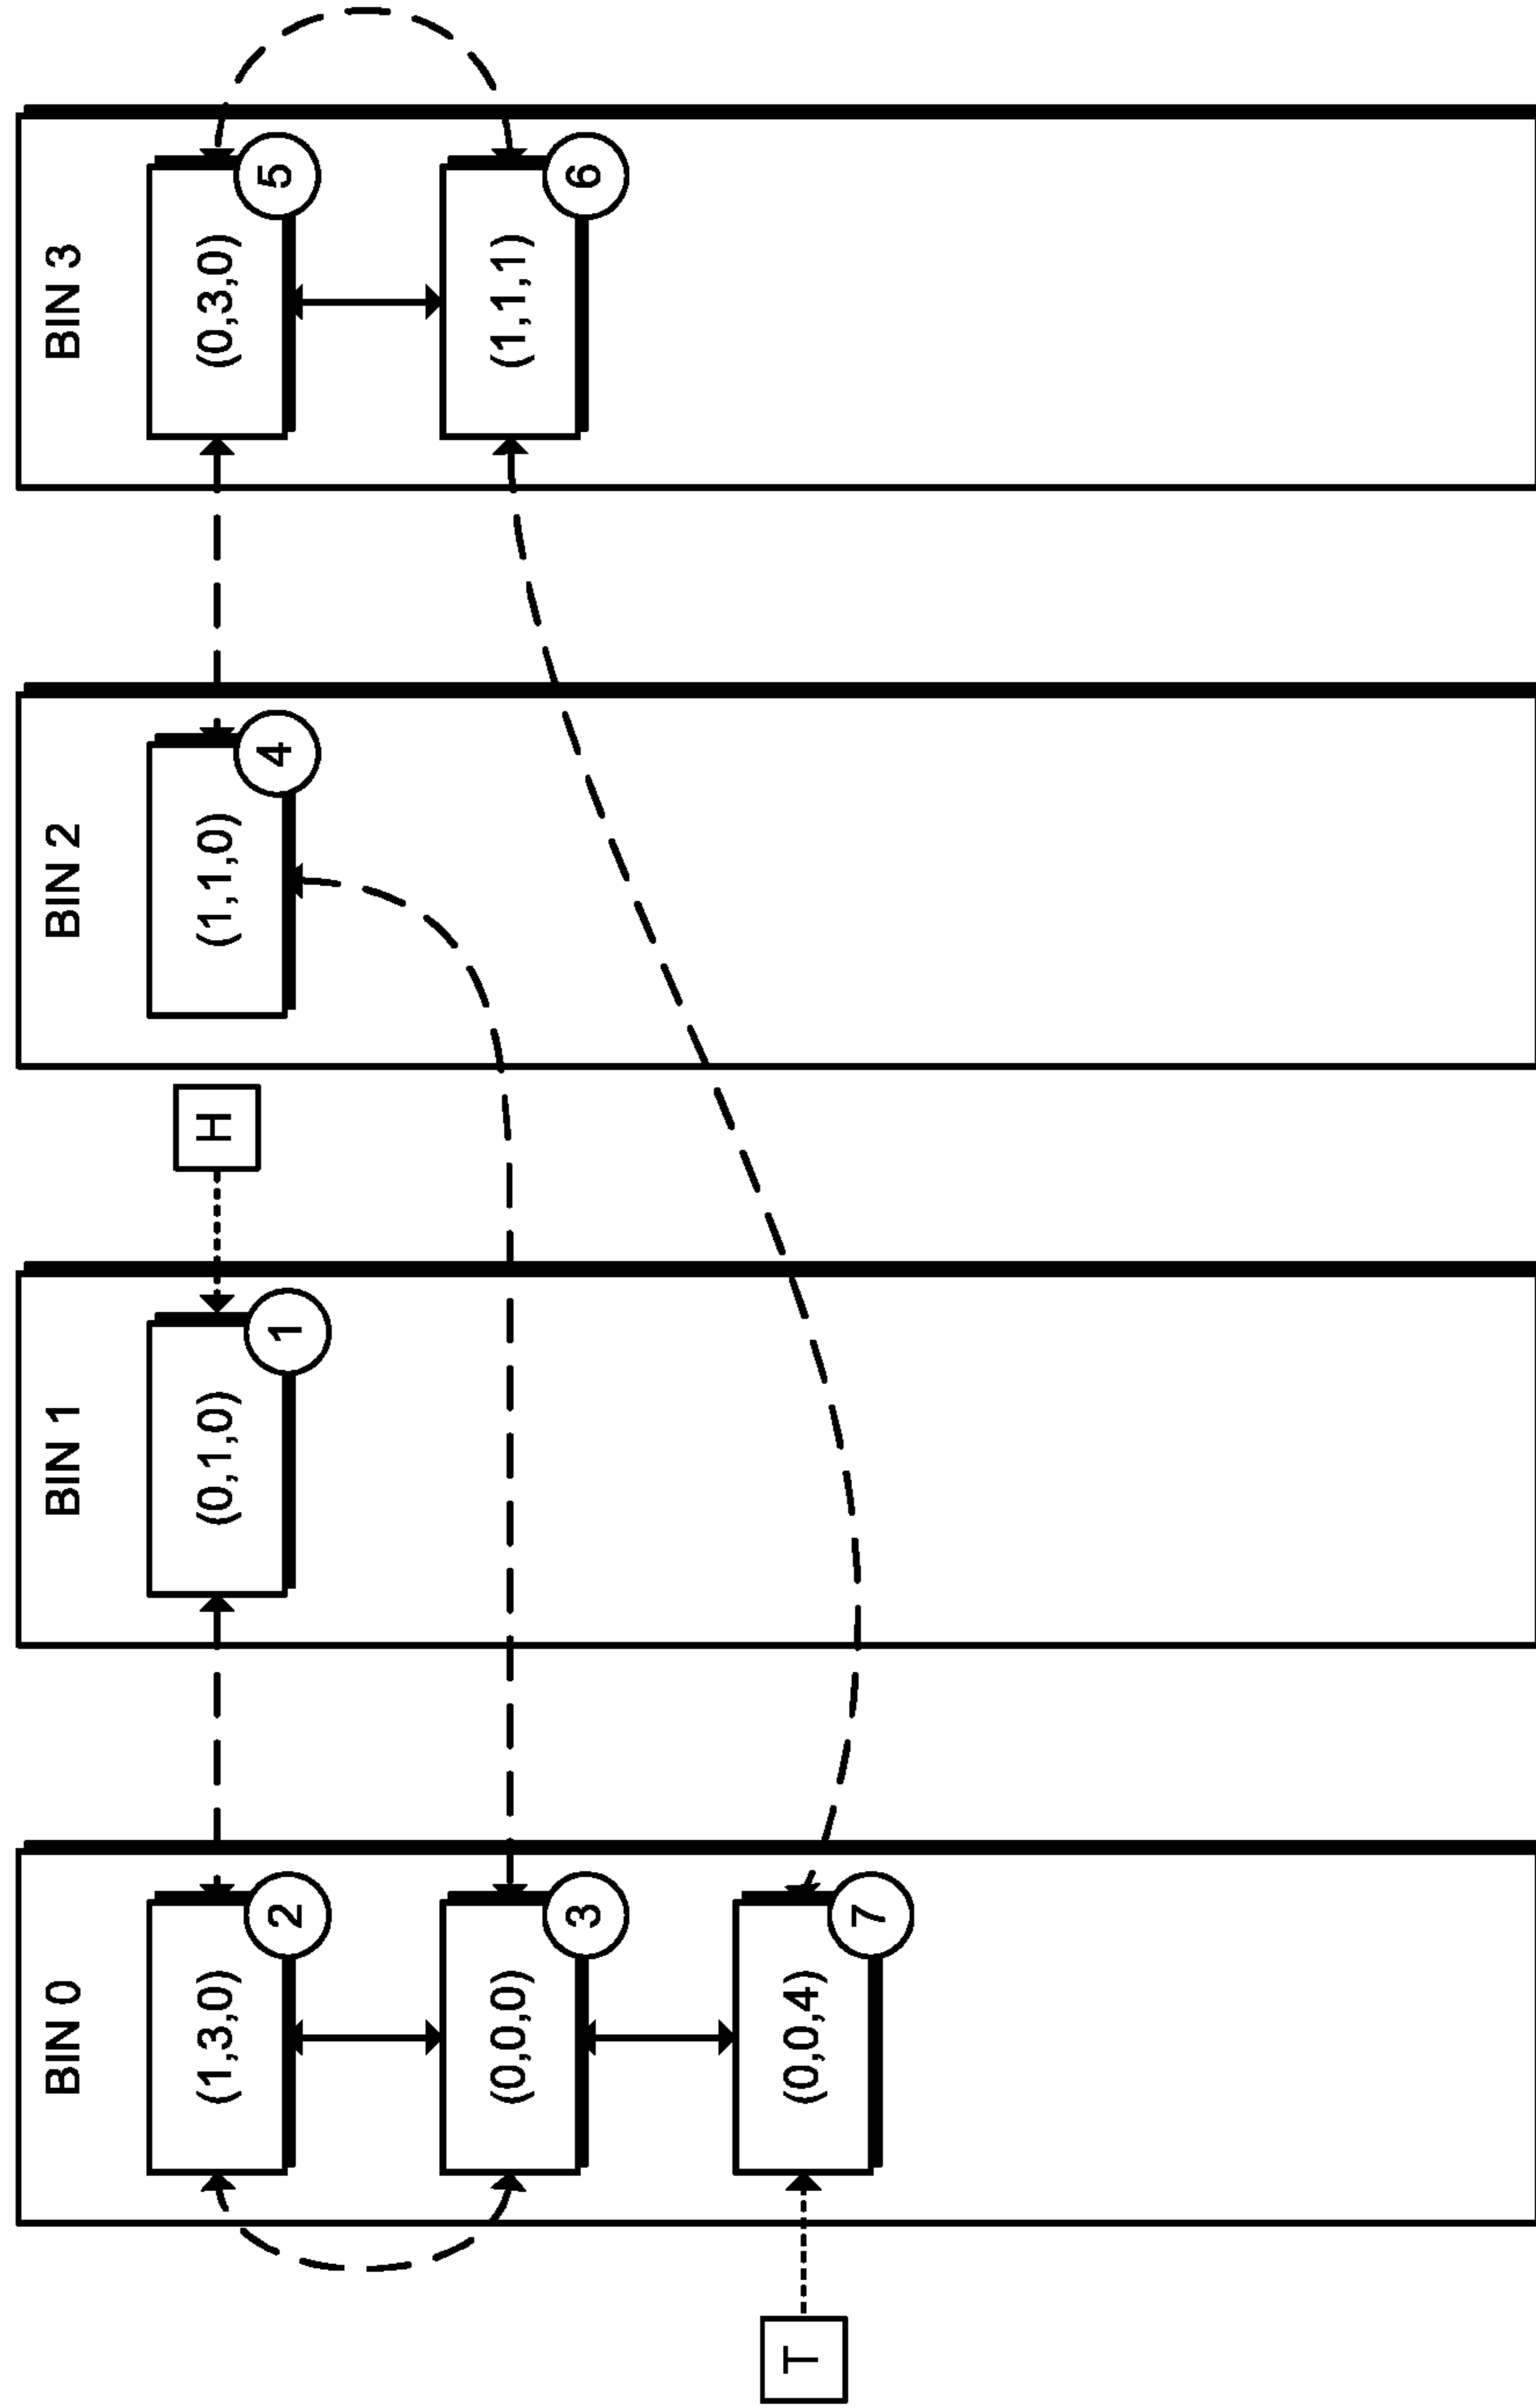 BIN 0
BIN 1
BIN 2
BIN 3
(1,3,0)
2
(0,1,0)
1
H
(1,1,0)
4
(0,3,0)
5
(0,0,0)
3
(1,1,1)
6
T
(0,0,4)
7